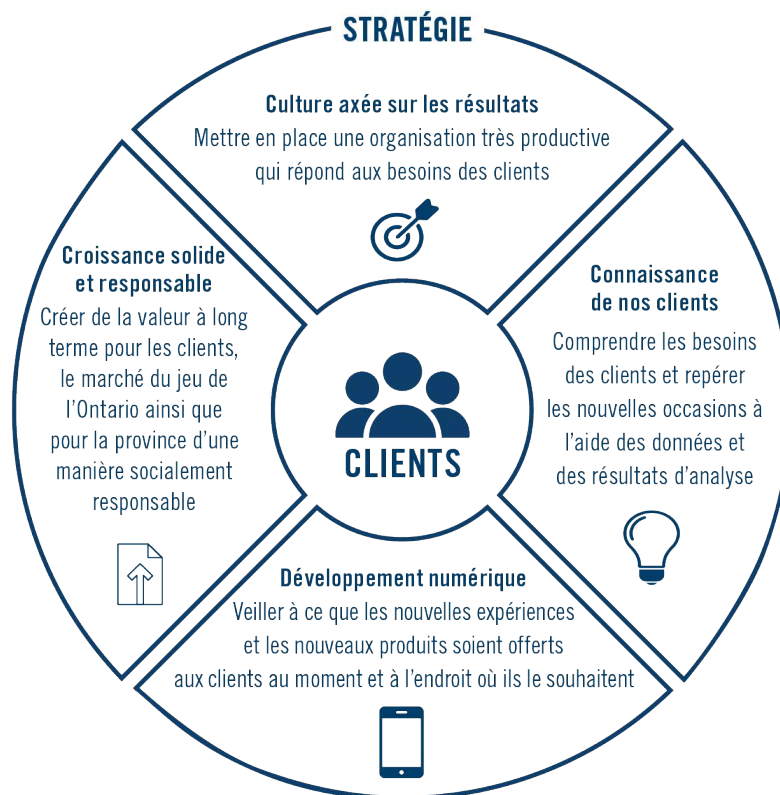 STRATÉGIE
Culture axée sur les résultats
Mettre en place une organisation très productive
qui répond aux besoins des clients
Croissance solide
et responsable
Créer de la valeur à long
terme pour les clients,
le marché du jeu de
l’Ontario ainsi que
pour la province d’une
manière socialement
responsable
Connaissance
de nos clients
Comprendre les besoins
des clients et repérer
les nouvelles occasions à
l’aide des données et
des résultats d’analyse
CLIENTS
Développement numérique
Veiller à ce que les nouvelles expériences
et les nouveaux produits soient offerts
aux clients au moment et à l’endroit où ils le souhaitent